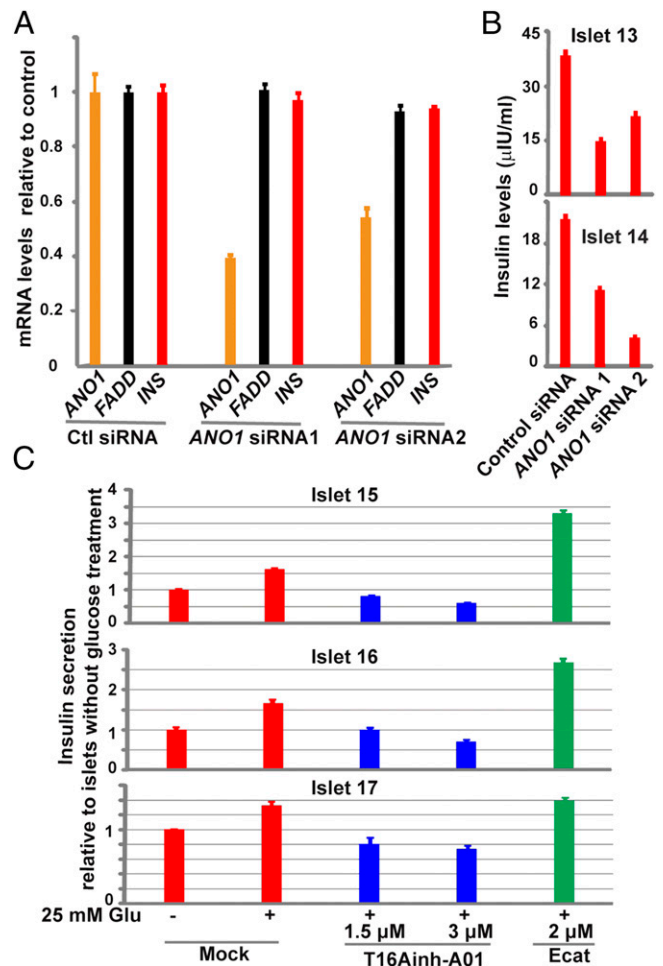 A
mRNA levels relative to control
1
0.8
0.6
0.4
0.2
0
ANO1
FADD
INS
ANO1
FADD
INS
ANO1
FADD
INS
Ctl siRNA
ANO1 siRNA1
ANO1 siRNA2
B
Insulin levels (µIU/ml)
45
30
15
0
Islet 13
18
12
6
0
Islet 14
Control siRNA
ANO1 siRNA 1
ANO1 siRNA 2
C
Insulin secretion
relative to islets without glucose treatment
Islet 15
4
3
2
1
0
Islet 16
3
2
1
0
Islet 17
1
0
25 mM Glu - + + + +
1.5 µM 3 µM 2 µM
Mock T16Ainh-A01 Ecat